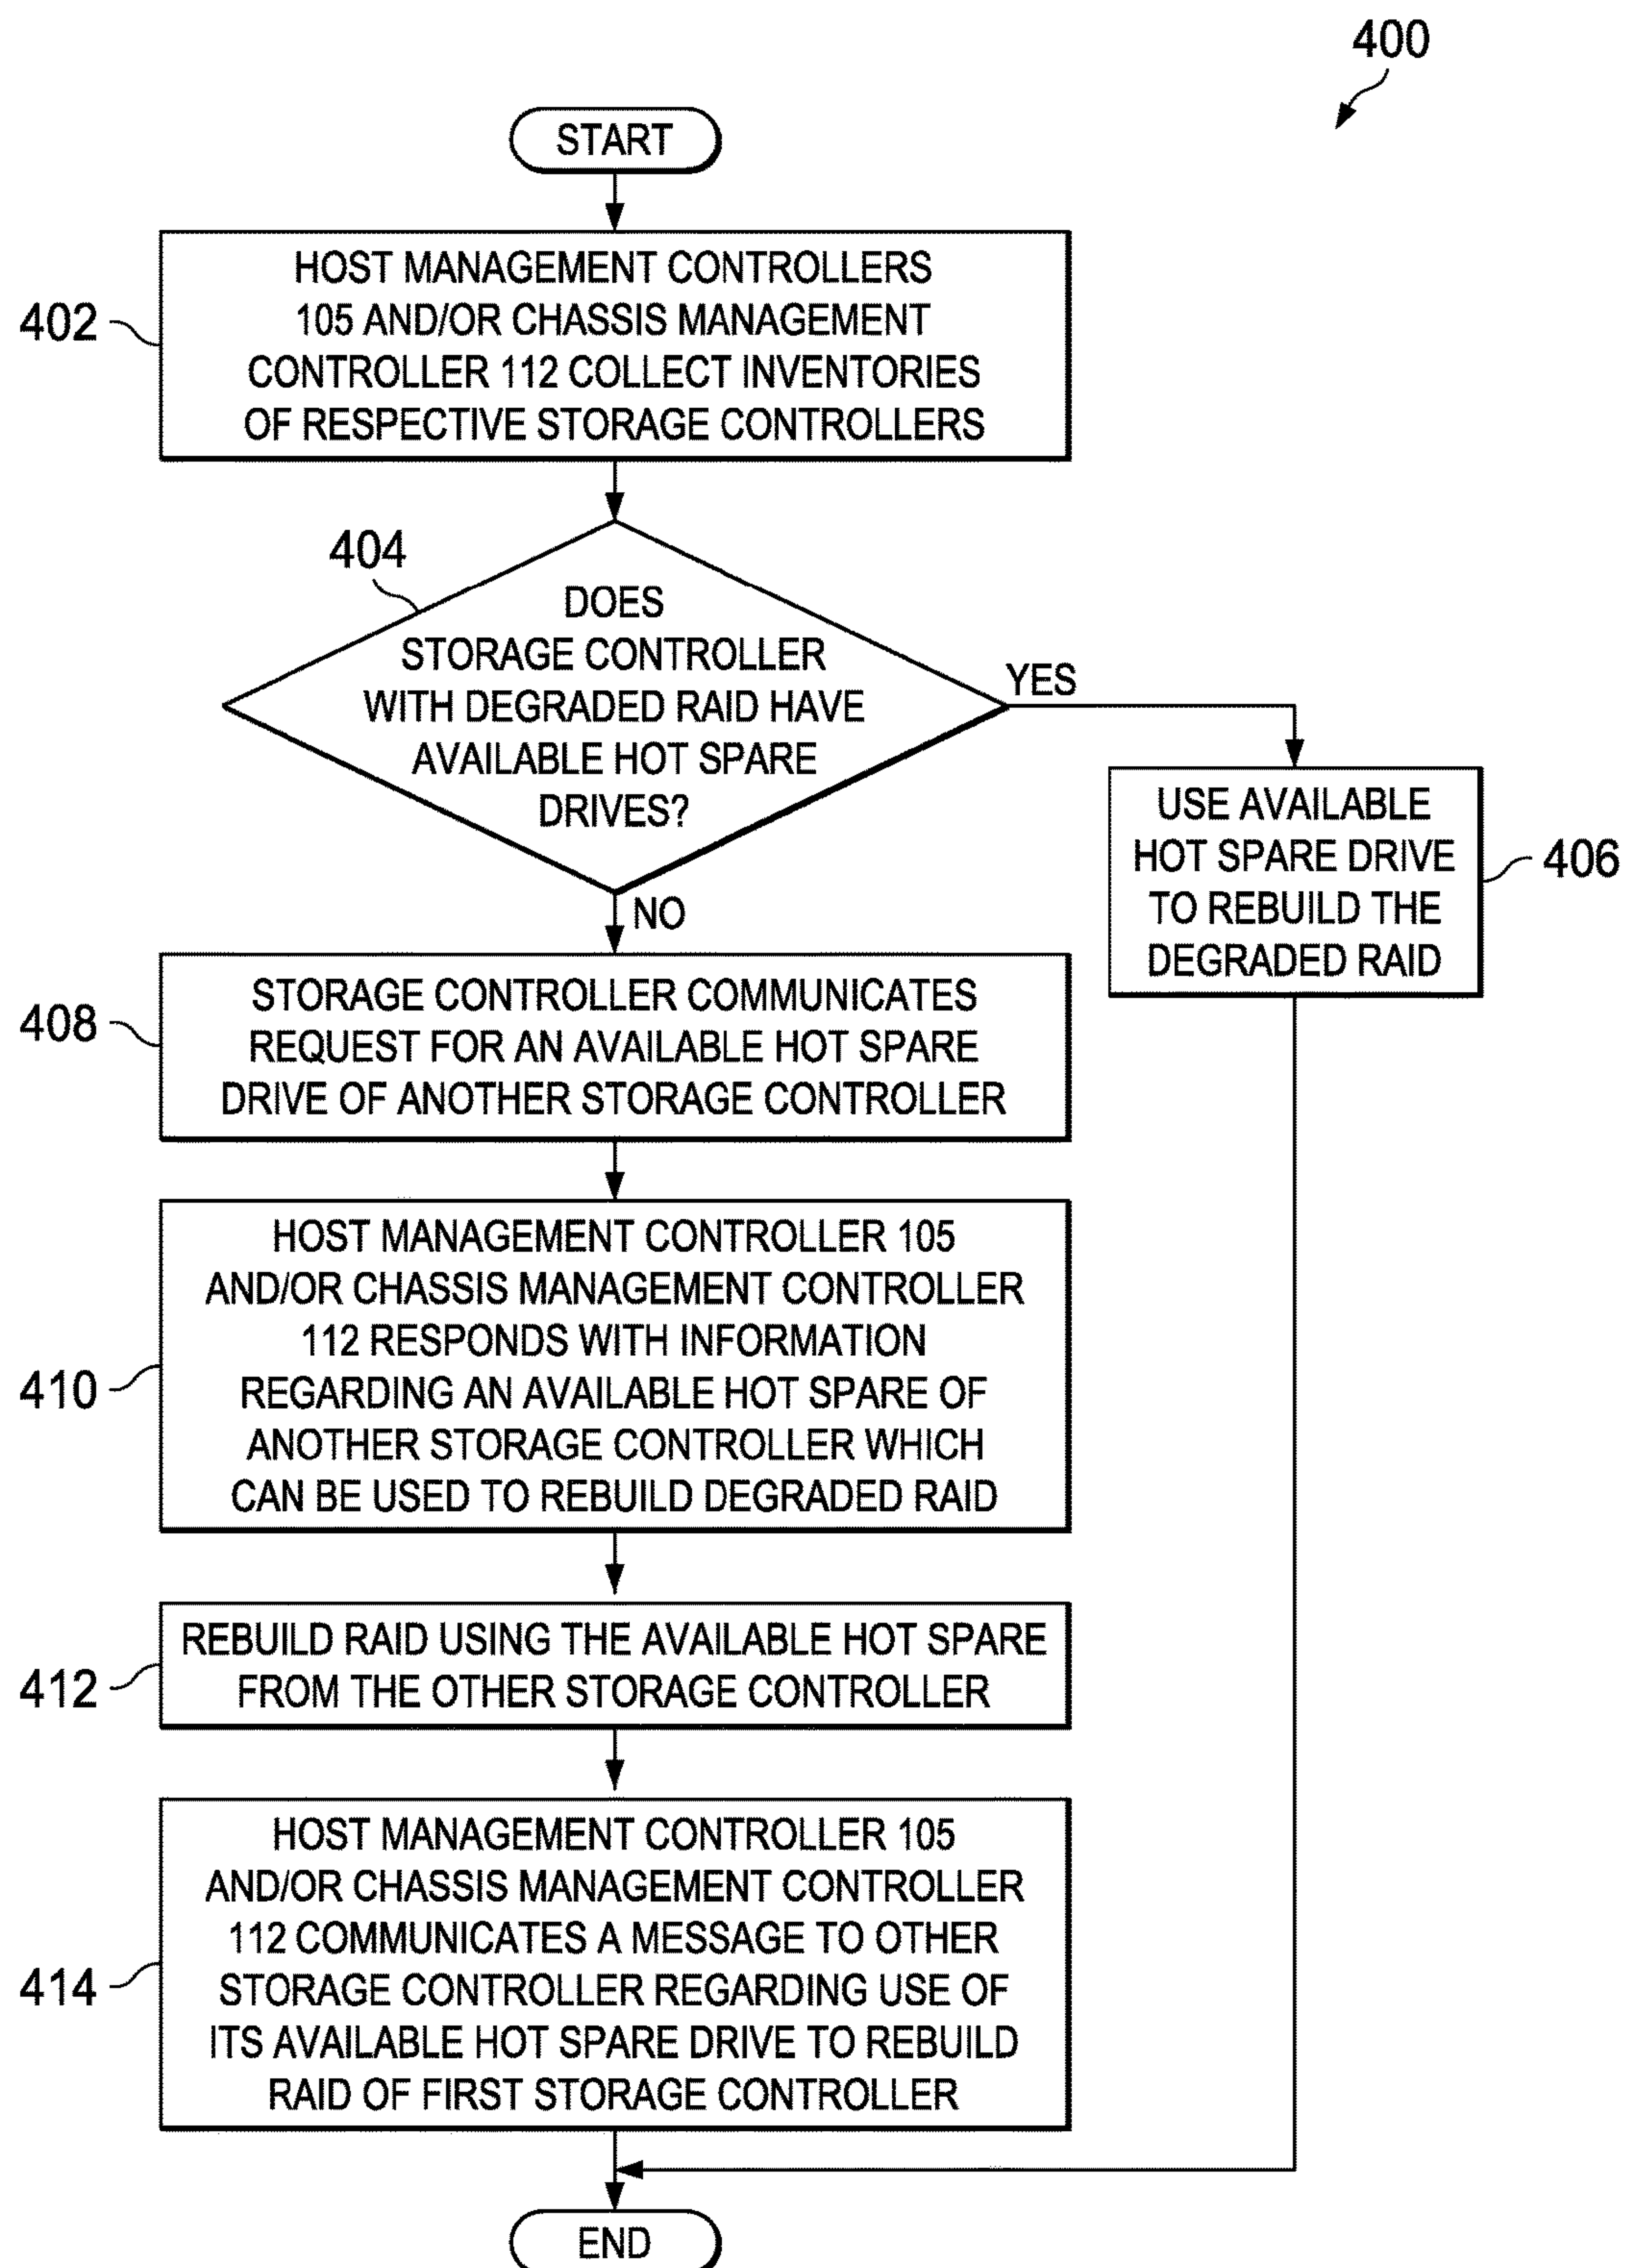 400
START
402
HOST MANAGEMENT CONTROLLERS
105 AND/OR CHASSIS MANAGEMENT
CONTROLLER 112 COLLECT INVENTORIES
OF RESPECTIVE STORAGE CONTROLLERS
404
DOES
STORAGE CONTROLLER
WITH DEGRADED RAID HAVE
AVAILABLE HOT SPARE
DRIVES?
YES
USE AVAILABLE
HOT SPARE DRIVE
TO REBUILD THE
DEGRADED RAID
406
NO
408
STORAGE CONTROLLER COMMUNICATES
REQUEST FOR AN AVAILABLE HOT SPARE
DRIVE OF ANOTHER STORAGE CONTROLLER
410
HOST MANAGEMENT CONTROLLER 105
AND/OR CHASSIS MANAGEMENT CONTROLLER
112 RESPONDS WITH INFORMATION
REGARDING AN AVAILABLE HOT SPARE OF
ANOTHER STORAGE CONTROLLER WHICH
CAN BE USED TO REBUILD DEGRADED RAID
412
REBUILD RAID USING THE AVAILABLE HOT SPARE
FROM THE OTHER STORAGE CONTROLLER
414
HOST MANAGEMENT CONTROLLER 105
AND/OR CHASSIS MANAGEMENT CONTROLLER
112 COMMUNICATES A MESSAGE TO OTHER
STORAGE CONTROLLER REGARDING USE OF
ITS AVAILABLE HOT SPARE DRIVE TO REBUILD
RAID OF FIRST STORAGE CONTROLLER
END